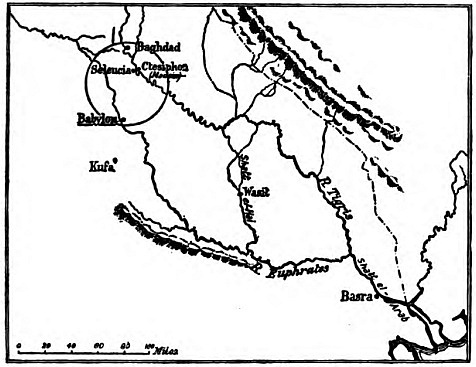 Baghdad
Seleucia
Ctesiphon
Babylon
Kufa
Shatt el Hai
Wasit
R. Tigris
R. Euphrates
Shatt el-Arab
Basra
0 20 40 60 80 100 Miles